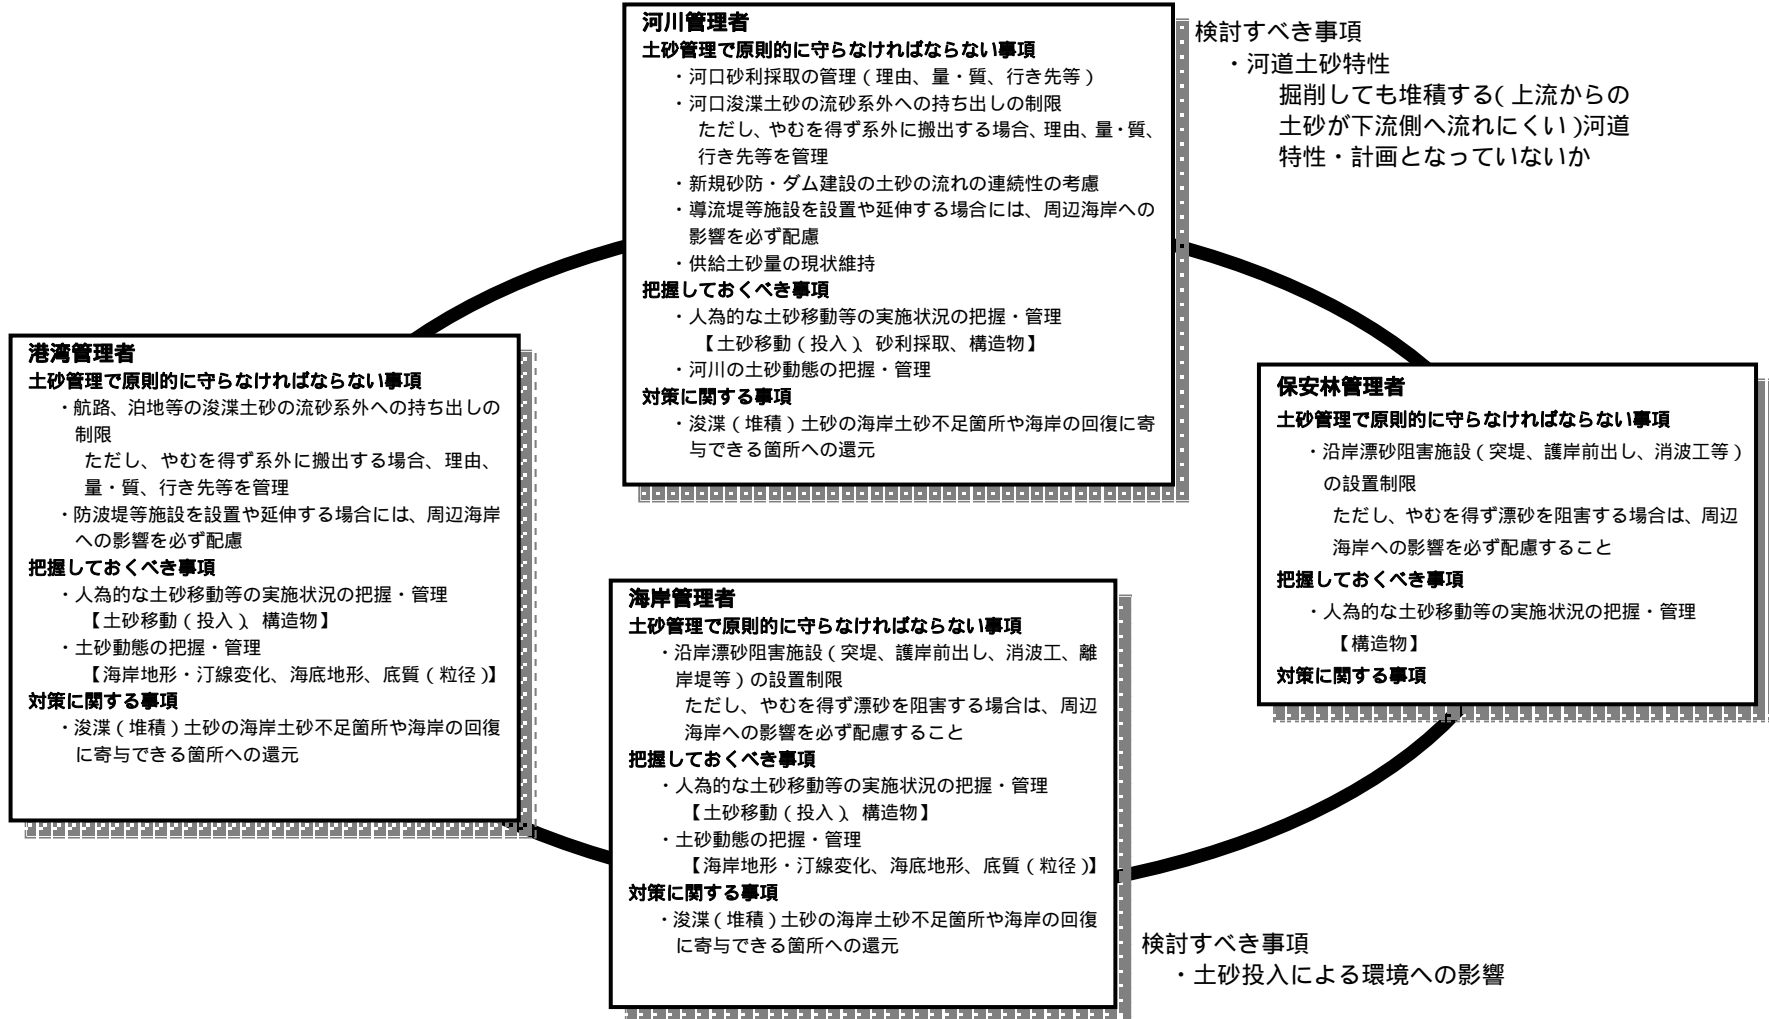 河川管理者
土砂管理で原則的に守らなければならない事項
・河口砂利採取の管理（理由、量・質、行き先等）
・河口浚渫土砂の流砂系外への持ち出しの制限
ただし、やむを得ず系外に搬出する場合、理由、量・質、
行き先等を管理
・新規砂防・ダム建設の土砂の流れの連続性の考慮
・導流堤等施設を設置や延伸する場合には、周辺海岸への
影響を必ず配慮
・供給土砂量の現状維持
把握しておくべき事項
・人為的な土砂移動等の実施状況の把握・管理
【土砂移動（投入）、砂利採取、構造物】
・河川の土砂動態の把握・管理
対策に関する事項
・浚渫（堆積）土砂の海岸土砂不足箇所や海岸の回復に寄
与できる箇所への還元
検討すべき事項
・河道土砂特性
掘削しても堆積する（上流からの
土砂が下流側へ流れにくい）河道
特性・計画となっていないか
港湾管理者
土砂管理で原則的に守らなければならない事項
・航路、泊地等の浚渫土砂の流砂系外への持ち出しの
制限
ただし、やむを得ず系外に搬出する場合、理由、
量・質、行き先等を管理
・防波堤等施設を設置や延伸する場合には、周辺海岸
への影響を必ず配慮
把握しておくべき事項
・人為的な土砂移動等の実施状況の把握・管理
【土砂移動（投入）、構造物】
・土砂動態の把握・管理
【海岸地形・汀線変化、海底地形、底質（粒径）】
対策に関する事項
・浚渫（堆積）土砂の海岸土砂不足箇所や海岸の回復
に寄与できる箇所への還元
保安林管理者
土砂管理で原則的に守らなければならない事項
・沿岸漂砂阻害施設（突堤、護岸前出し、消波工等）
の設置制限
ただし、やむを得ず漂砂を阻害する場合は、周辺
海岸への影響を必ず配慮すること
把握しておくべき事項
・人為的な土砂移動等の実施状況の把握・管理
【構造物】
対策に関する事項
海岸管理者
土砂管理で原則的に守らなければならない事項
・沿岸漂砂阻害施設（突堤、護岸前出し、消波工、離
岸堤等）の設置制限
ただし、やむを得ず漂砂を阻害する場合は、周辺
海岸への影響を必ず配慮すること
把握しておくべき事項
・人為的な土砂移動等の実施状況の把握・管理
【土砂移動（投入）、構造物】
・土砂動態の把握・管理
【海岸地形・汀線変化、海底地形、底質（粒径）】
対策に関する事項
・浚渫（堆積）土砂の海岸土砂不足箇所や海岸の回復
に寄与できる箇所への還元
検討すべき事項
・土砂投入による環境への影響